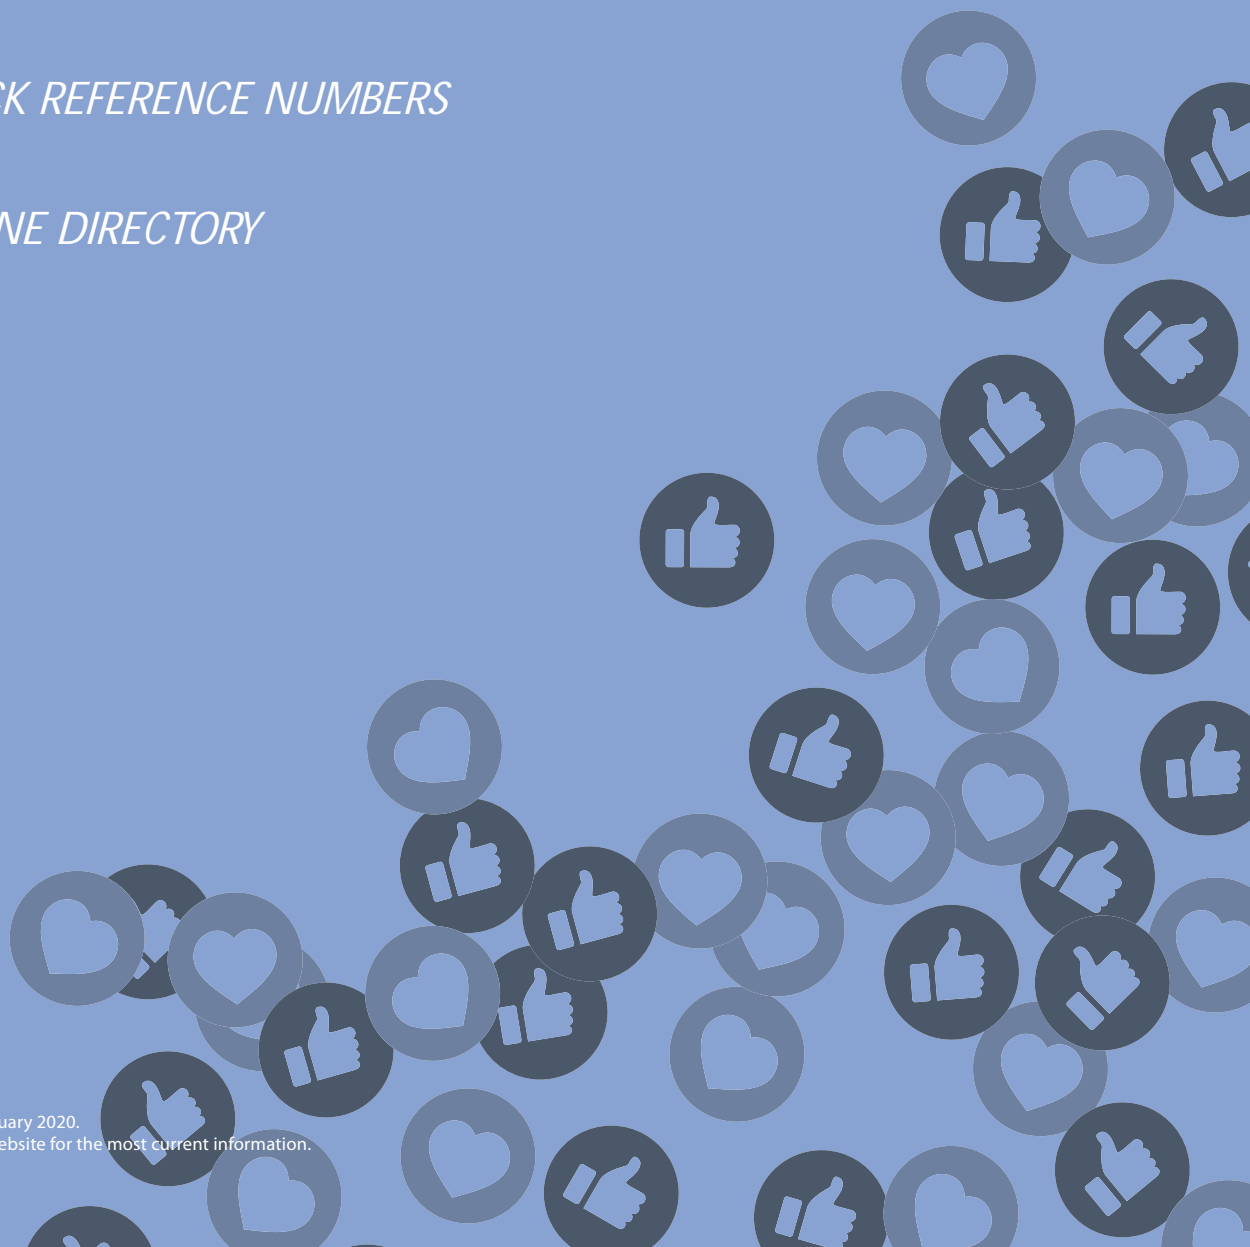 CK REFERENCE NUMBERS
NE DIRECTORY
uary 2020.
ebsite for the most current information.